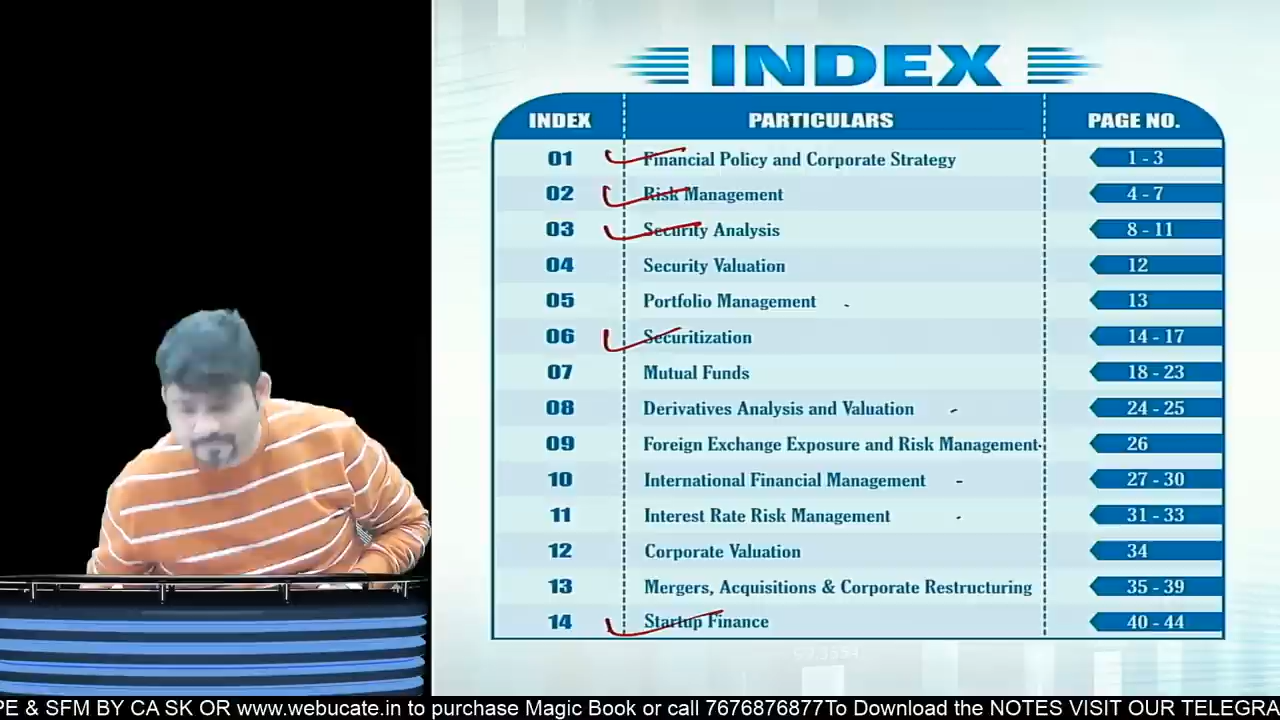 INDEX
INDEX PARTICULARS PAGE NO.
01 Financial Policy and Corporate Strategy 1 - 3
02 Risk Management 4 - 7
03 Security Analysis 8 - 11
04 Security Valuation 12
05 Portfolio Management 13
06 Securitization 14 - 17
07 Mutual Funds 18 - 23
08 Derivatives Analysis and Valuation 24 - 25
09 Foreign Exchange Exposure and Risk Management 26
10 International Financial Management 27 - 30
11 Interest Rate Risk Management 31 - 33
12 Corporate Valuation 34
13 Mergers, Acquisitions & Corporate Restructuring 35 - 39
14 Startup Finance 40 - 44
PE & SFM BY CA SK OR www.webucate.in to purchase Magic Book or call 7676876877To Download the NOTES VISIT OUR TELEGRA